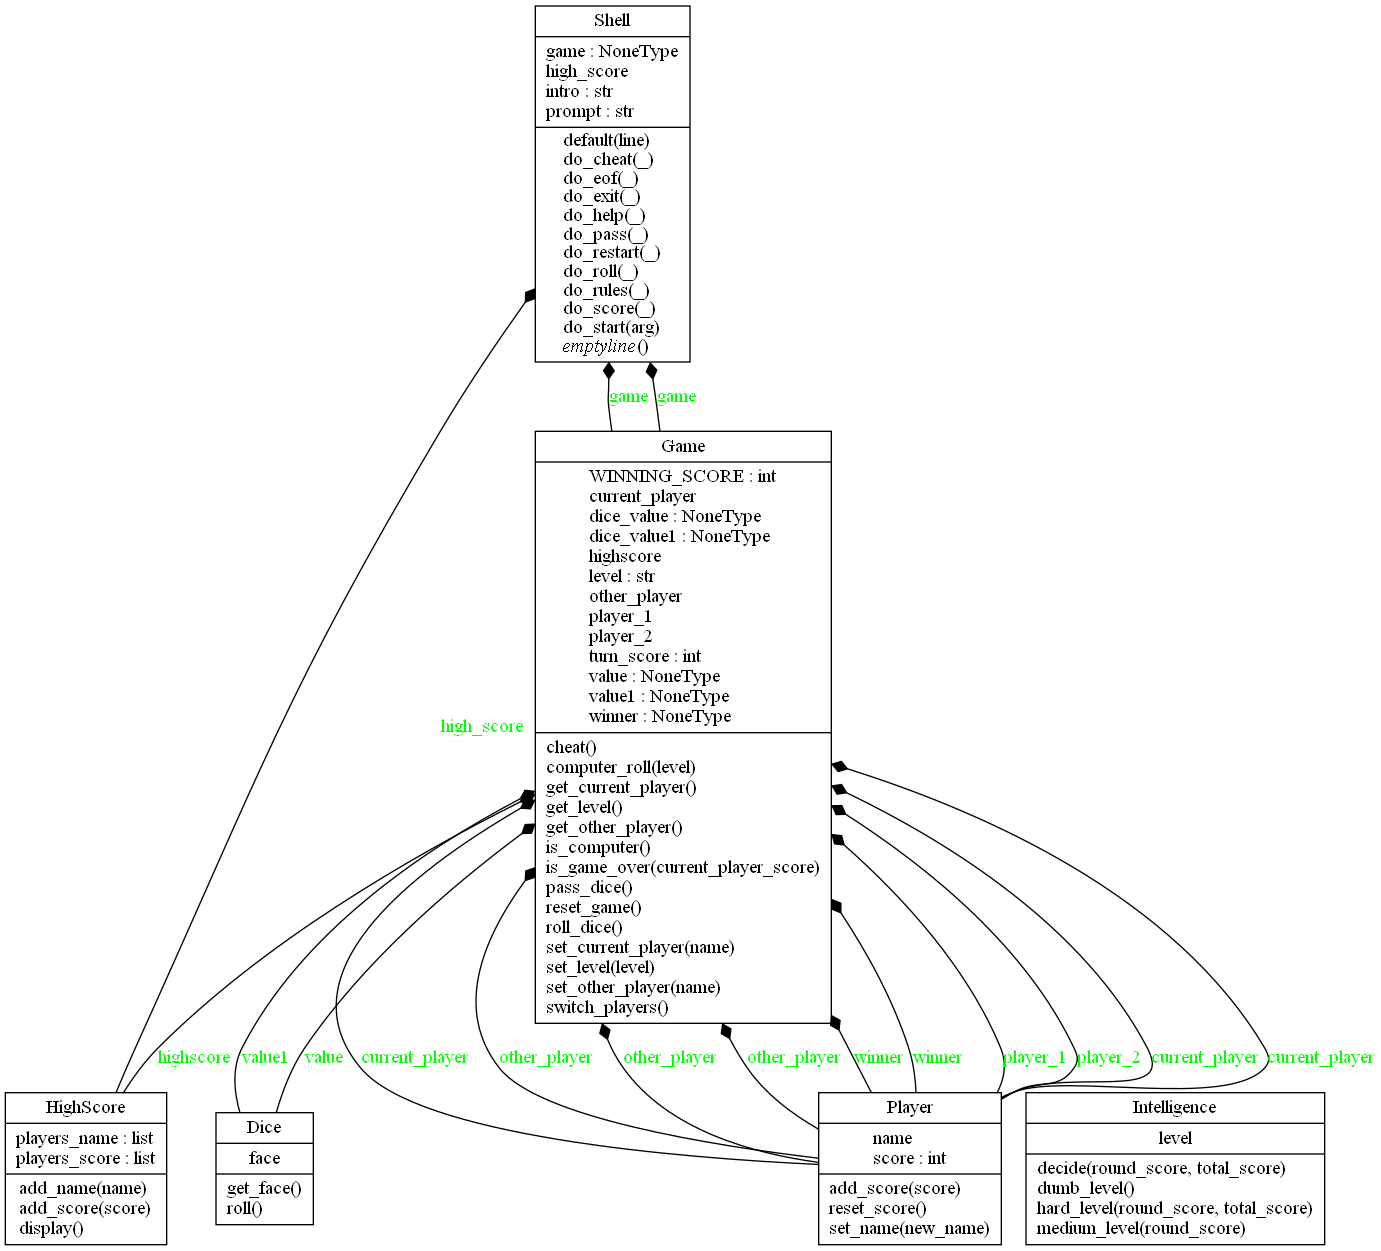 Shell
game : NoneType
high_score
intro : str
prompt : str
default(line)
do_cheat(_)
do_eof(_)
do_exit(_)
do_help(_)
do_pass(_)
do_restart(_)
do_roll(_)
do_rules(_)
do_score(_)
do_start(arg)
emptyline()
game game
Game
WINNING_SCORE : int
current_player
dice_value : NoneType
dice_value1 : NoneType
highscore
level : str
other_player
player_1
player_2
turn_score : int
value : NoneType
value1 : NoneType
winner : NoneType
high_score
cheat()
computer_roll(level)
get_current_player()
get_level()
get_other_player()
is_computer()
is_game_over(current_player_score)
pass_dice()
reset_game()
roll_dice()
set_current_player(name)
set_level(level)
set_other_player(name)
switch_players()
highscore value1 value current_player other_player other_player other_player winner winner player_1 player_2 current_player current_player
HighScore
players_name : list
players_score : list
add_name(name)
add_score(score)
display()
Dice
face
get_face()
roll()
Player
name
score : int
add_score(score)
reset_score()
set_name(new_name)
Intelligence
level
decide(round_score, total_score)
dumb_level()
hard_level(round_score, total_score)
medium_level(round_score)